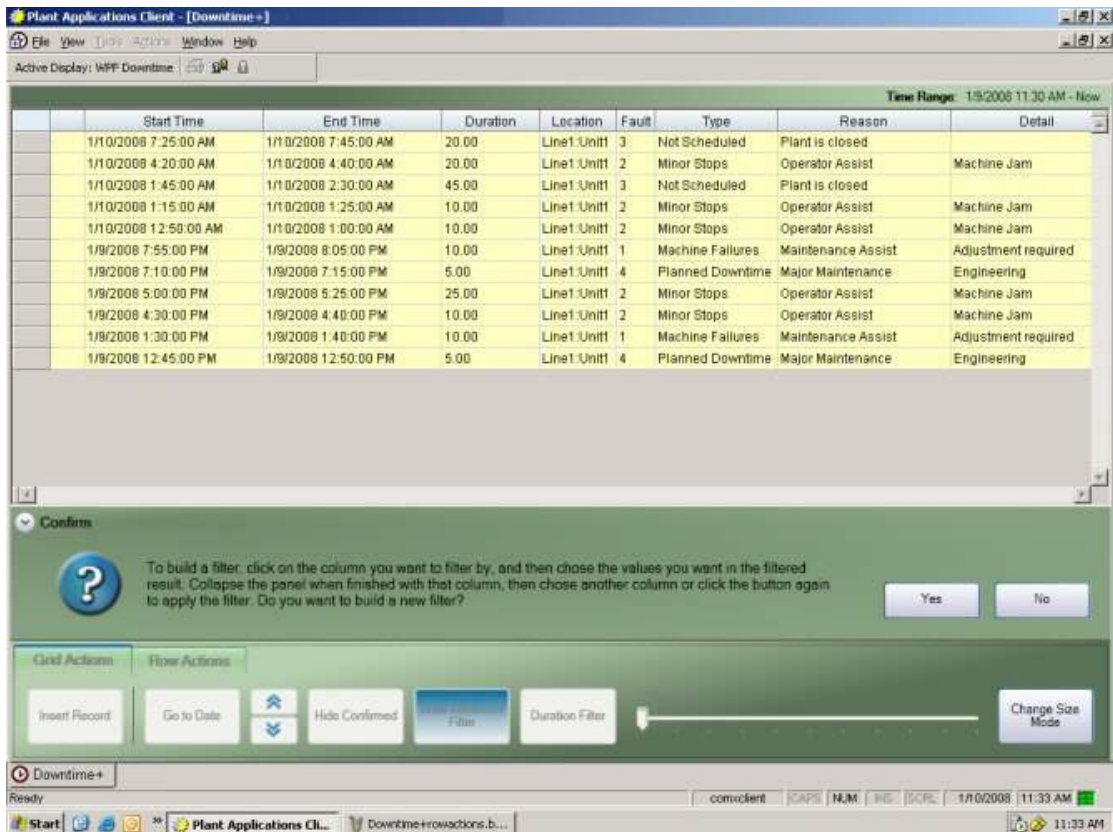 Plant Applications Client - [Downtime+]
File View Tools Actions Window Help
Active Display: WPF Downtime
Time Range: 1/9/2008 11:30 AM - Now
Start Time End Time Duration Location Fault Type Reason Detail
1/10/2008 7:25:00 AM 1/10/2008 7:45:00 AM 20.00 Line1:Unit1 3 Not Scheduled Plant is closed
1/10/2008 4:20:00 AM 1/10/2008 4:40:00 AM 20.00 Line1:Unit1 2 Minor Stops Operator Assist Machine Jam
1/10/2008 1:45:00 AM 1/10/2008 2:30:00 AM 45.00 Line1:Unit1 3 Not Scheduled Plant is closed
1/10/2008 1:15:00 AM 1/10/2008 1:25:00 AM 10.00 Line1:Unit1 2 Minor Stops Operator Assist Machine Jam
1/10/2008 12:50:00 AM 1/10/2008 1:00:00 AM 10.00 Line1:Unit1 2 Minor Stops Operator Assist Machine Jam
1/9/2008 7:55:00 PM 1/9/2008 8:05:00 PM 10.00 Line1:Unit1 1 Machine Failures Maintenance Assist Adjustment required
1/9/2008 7:10:00 PM 1/9/2008 7:15:00 PM 5.00 Line1:Unit1 4 Planned Downtime Major Maintenance Engineering
1/9/2008 5:00:00 PM 1/9/2008 5:25:00 PM 25.00 Line1:Unit1 2 Minor Stops Operator Assist Machine Jam
1/9/2008 4:30:00 PM 1/9/2008 4:40:00 PM 10.00 Line1:Unit1 2 Minor Stops Operator Assist Machine Jam
1/9/2008 1:30:00 PM 1/9/2008 1:40:00 PM 10.00 Line1:Unit1 1 Machine Failures Maintenance Assist Adjustment required
1/9/2008 12:45:00 PM 1/9/2008 12:50:00 PM 5.00 Line1:Unit1 4 Planned Downtime Major Maintenance Engineering
Confirm
To build a filter, click on the column you want to filter by, and then chose the values you want in the filtered
result. Collapse the panel when finished with that column, then chose another column or click the button again
to apply the filter. Do you want to build a new filter?
Yes No
Grid Actions Row Actions
Insert Record Go to Date Hide Confirmed Filter Duration Filter Change Size
Mode
Downtime+
Ready comxclient CAPS NUM INS SCRL 1/10/2008 11:33 AM
Start » Plant Applications Cli... Downtime+rowactions.b... 11:33 AM